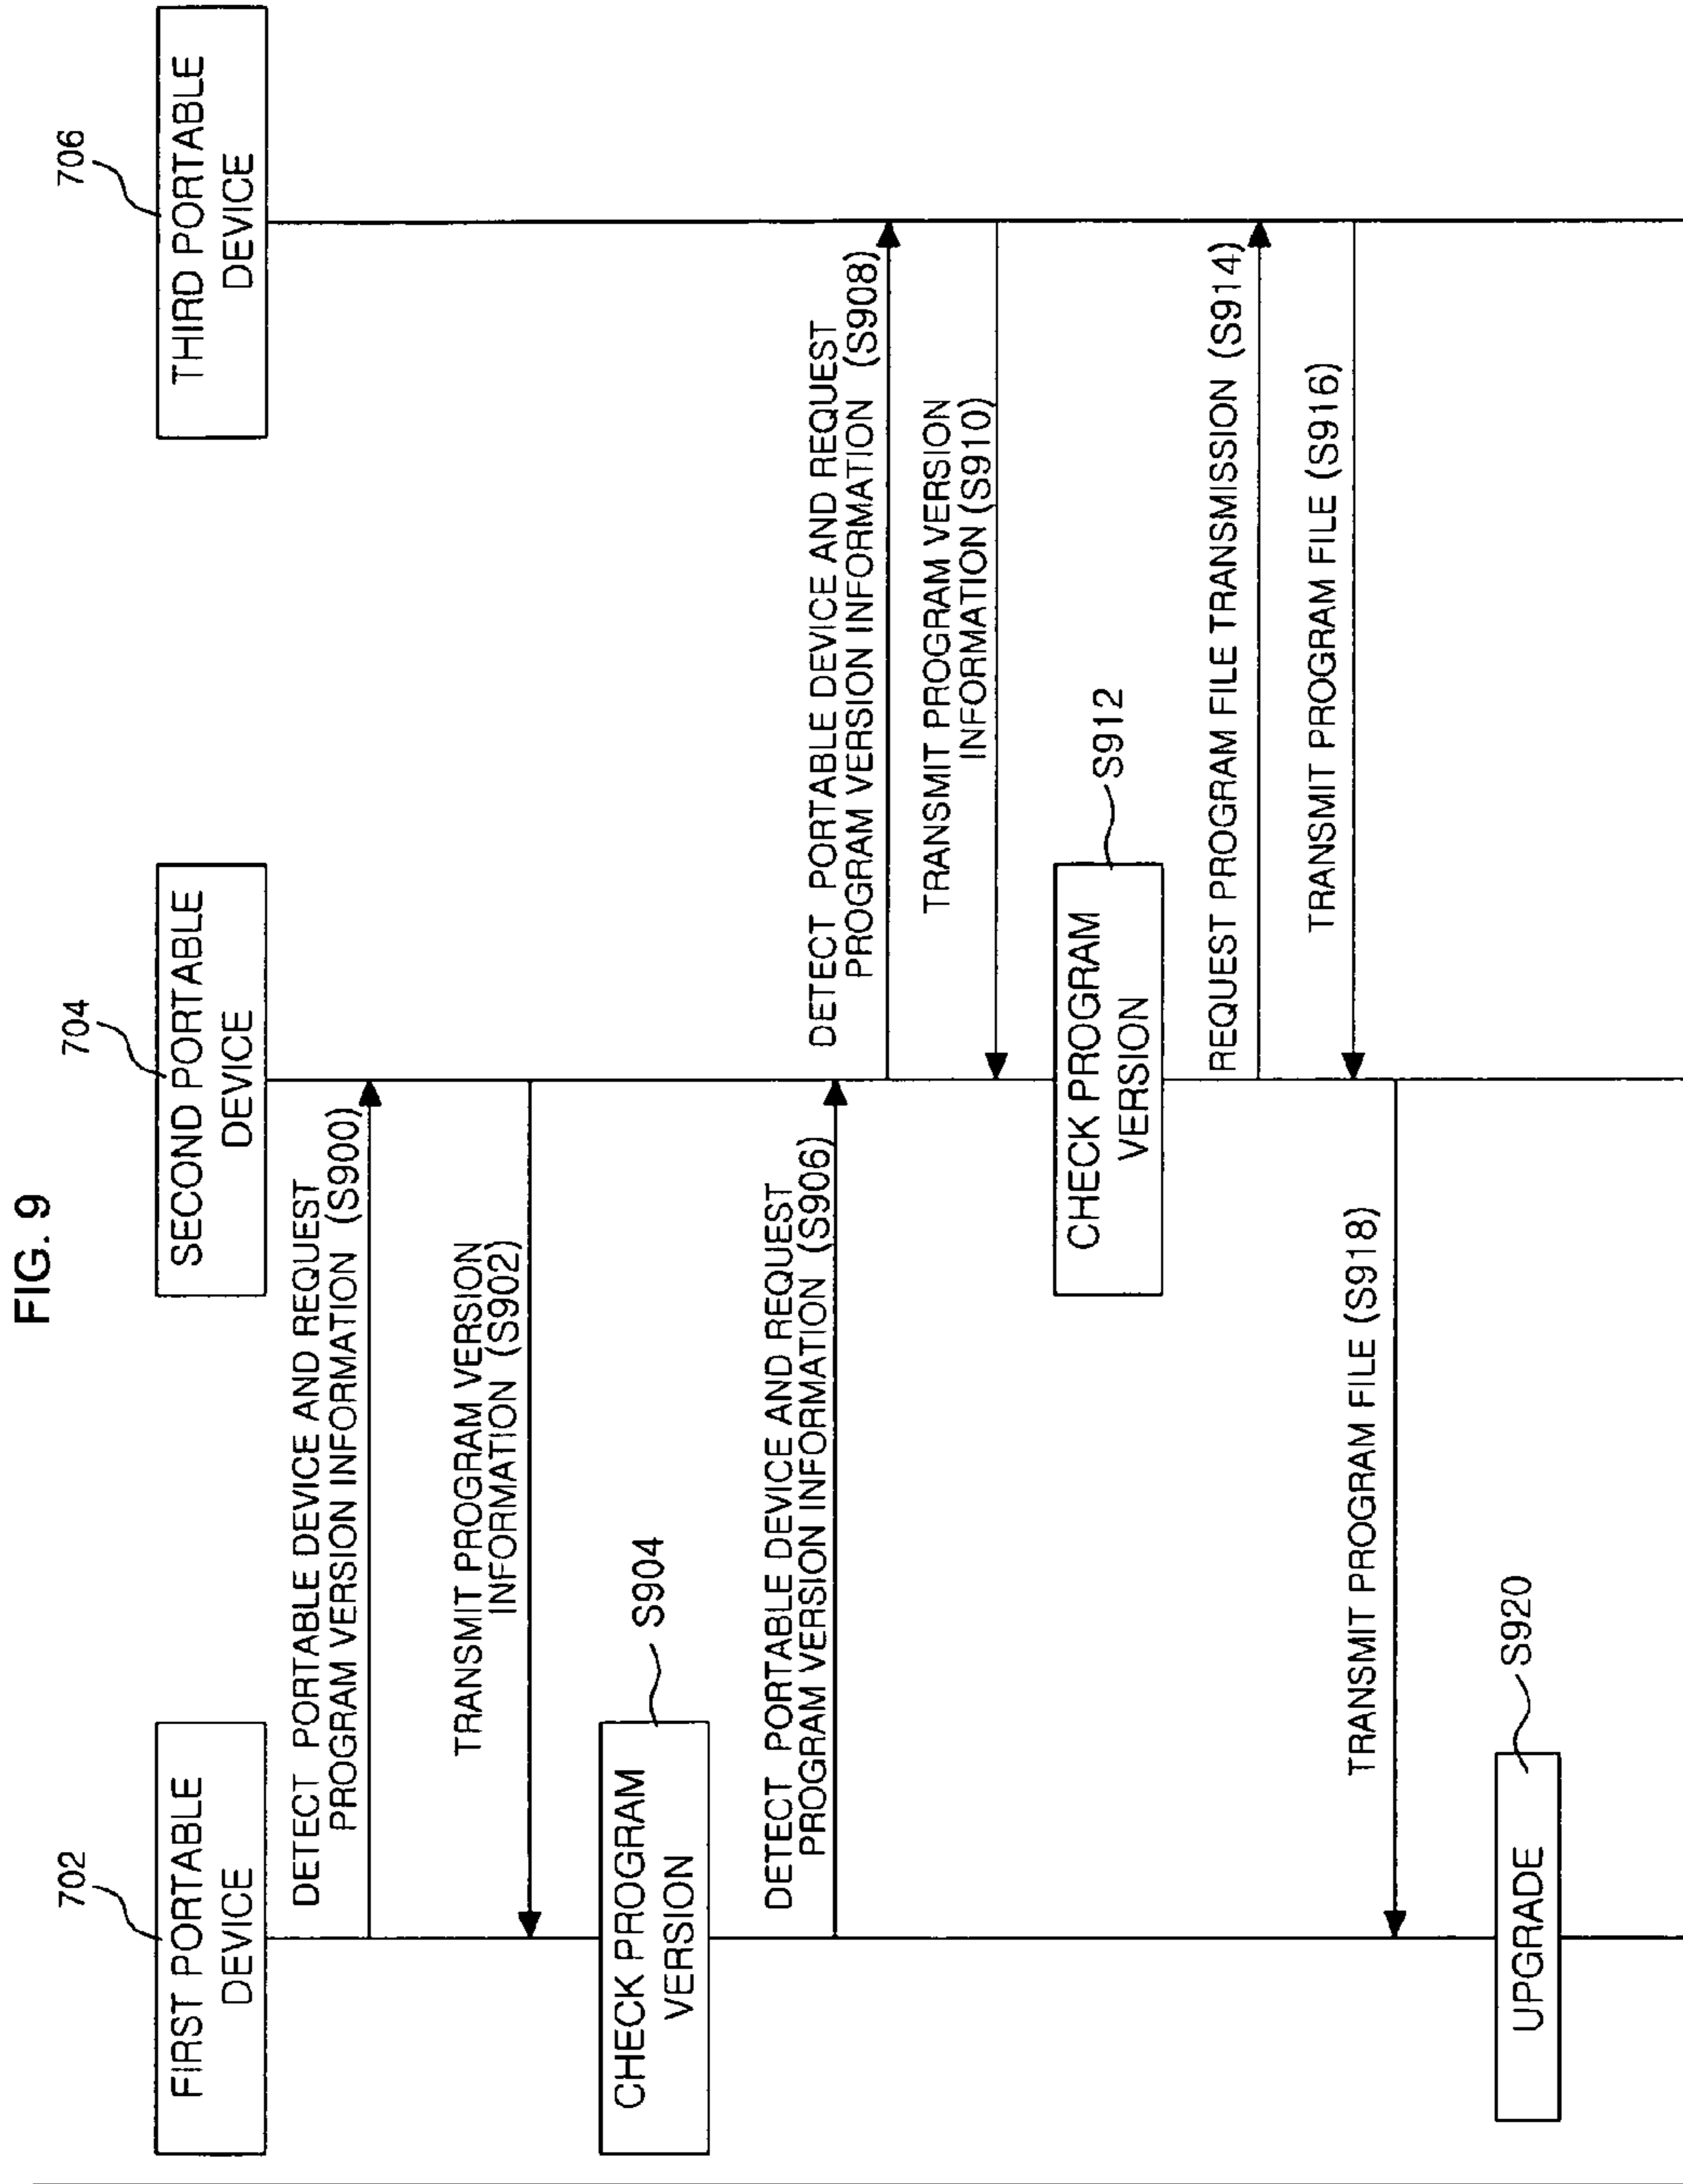 FIG. 9
702
704
706
FIRST PORTABLE
DEVICE
SECOND PORTABLE
DEVICE
THIRD PORTABLE
DEVICE
DETECT PORTABLE DEVICE AND REQUEST
PROGRAM VERSION INFORMATION (S900)
TRANSMIT PROGRAM VERSION
INFORMATION (S902)
CHECK PROGRAM
VERSION
S904
DETECT PORTABLE DEVICE AND REQUEST
PROGRAM VERSION INFORMATION (S906)
DETECT PORTABLE DEVICE AND REQUEST
PROGRAM VERSION INFORMATION (S908)
TRANSMIT PROGRAM VERSION
INFORMATION (S910)
CHECK PROGRAM
VERSION
S912
REQUEST PROGRAM FILE TRANSMISSION (S914)
TRANSMIT PROGRAM FILE (S916)
TRANSMIT PROGRAM FILE (S918)
UPGRADE
S920